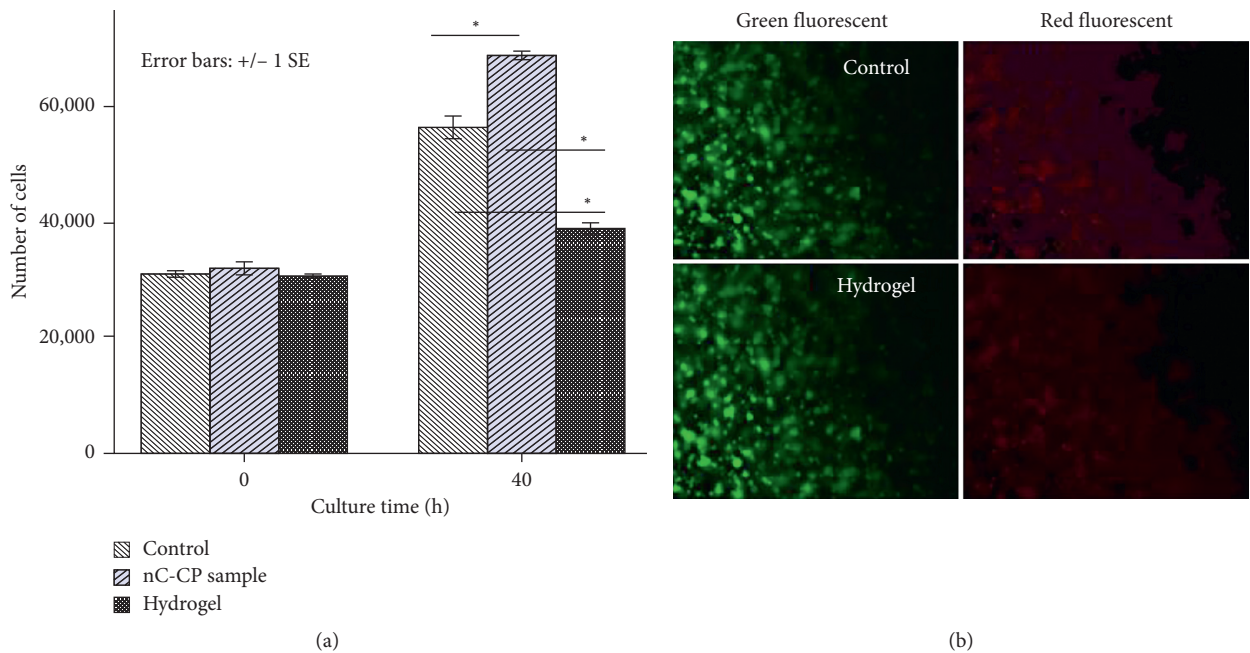 Error bars: +/− 1 SE
*
*
*
60,000
40,000
20,000
0
Number of cells
0
40
Culture time (h)
Control
nC-CP sample
Hydrogel
(a)
Green fluorescent
Red fluorescent
Control
Hydrogel
(b)